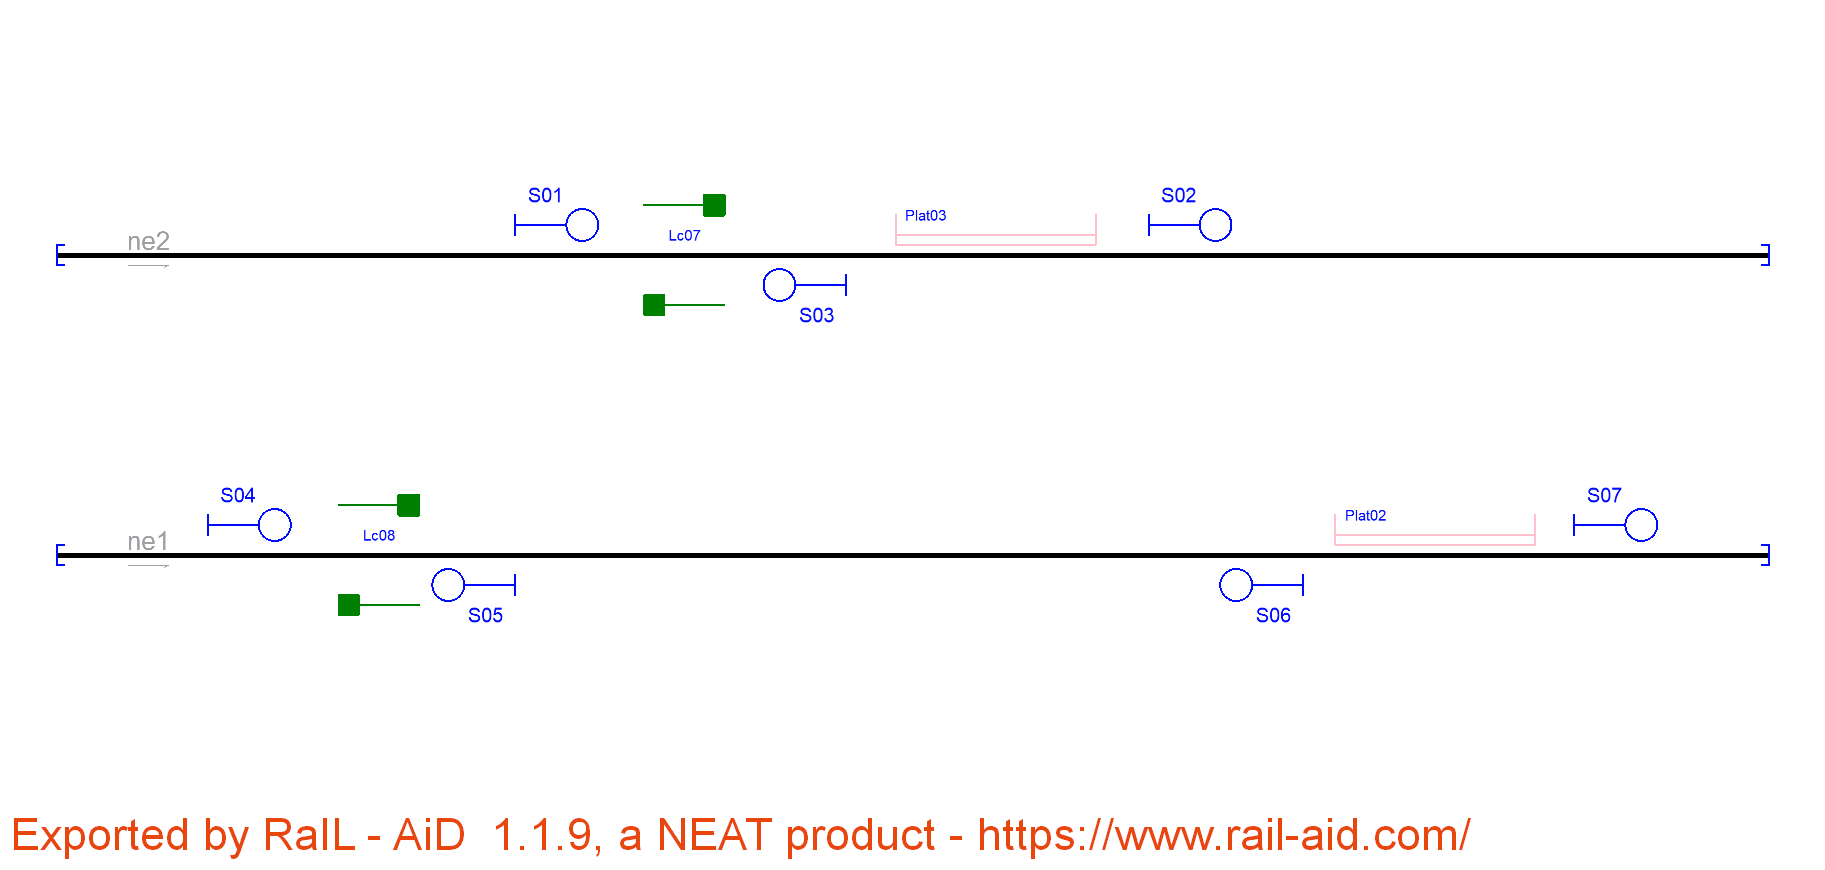 S01
S02
Lc07
Plat03
ne2
S03
S04
S07
Lc08
Plat02
ne1
S05
S06
Exported by RaIL - AiD  1.1.9, a NEAT product - https://www.rail-aid.com/